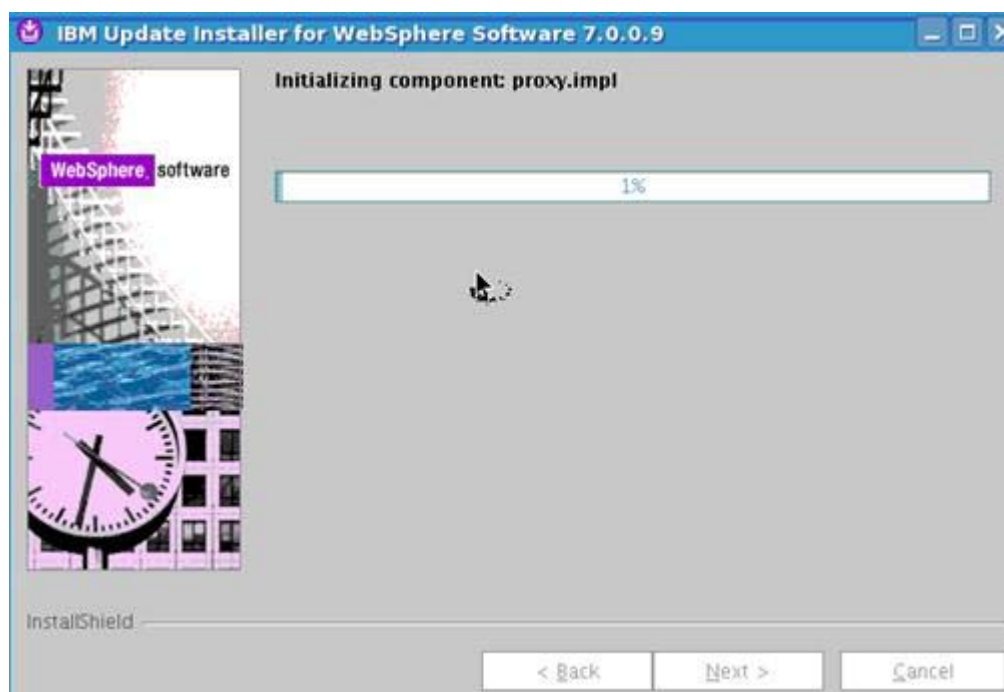 IBM Update Installer for WebSphere Software 7.0.0.9
Initializing component: proxy.impl
WebSphere. software
1%
InstallShield
< Back
Next >
Cancel